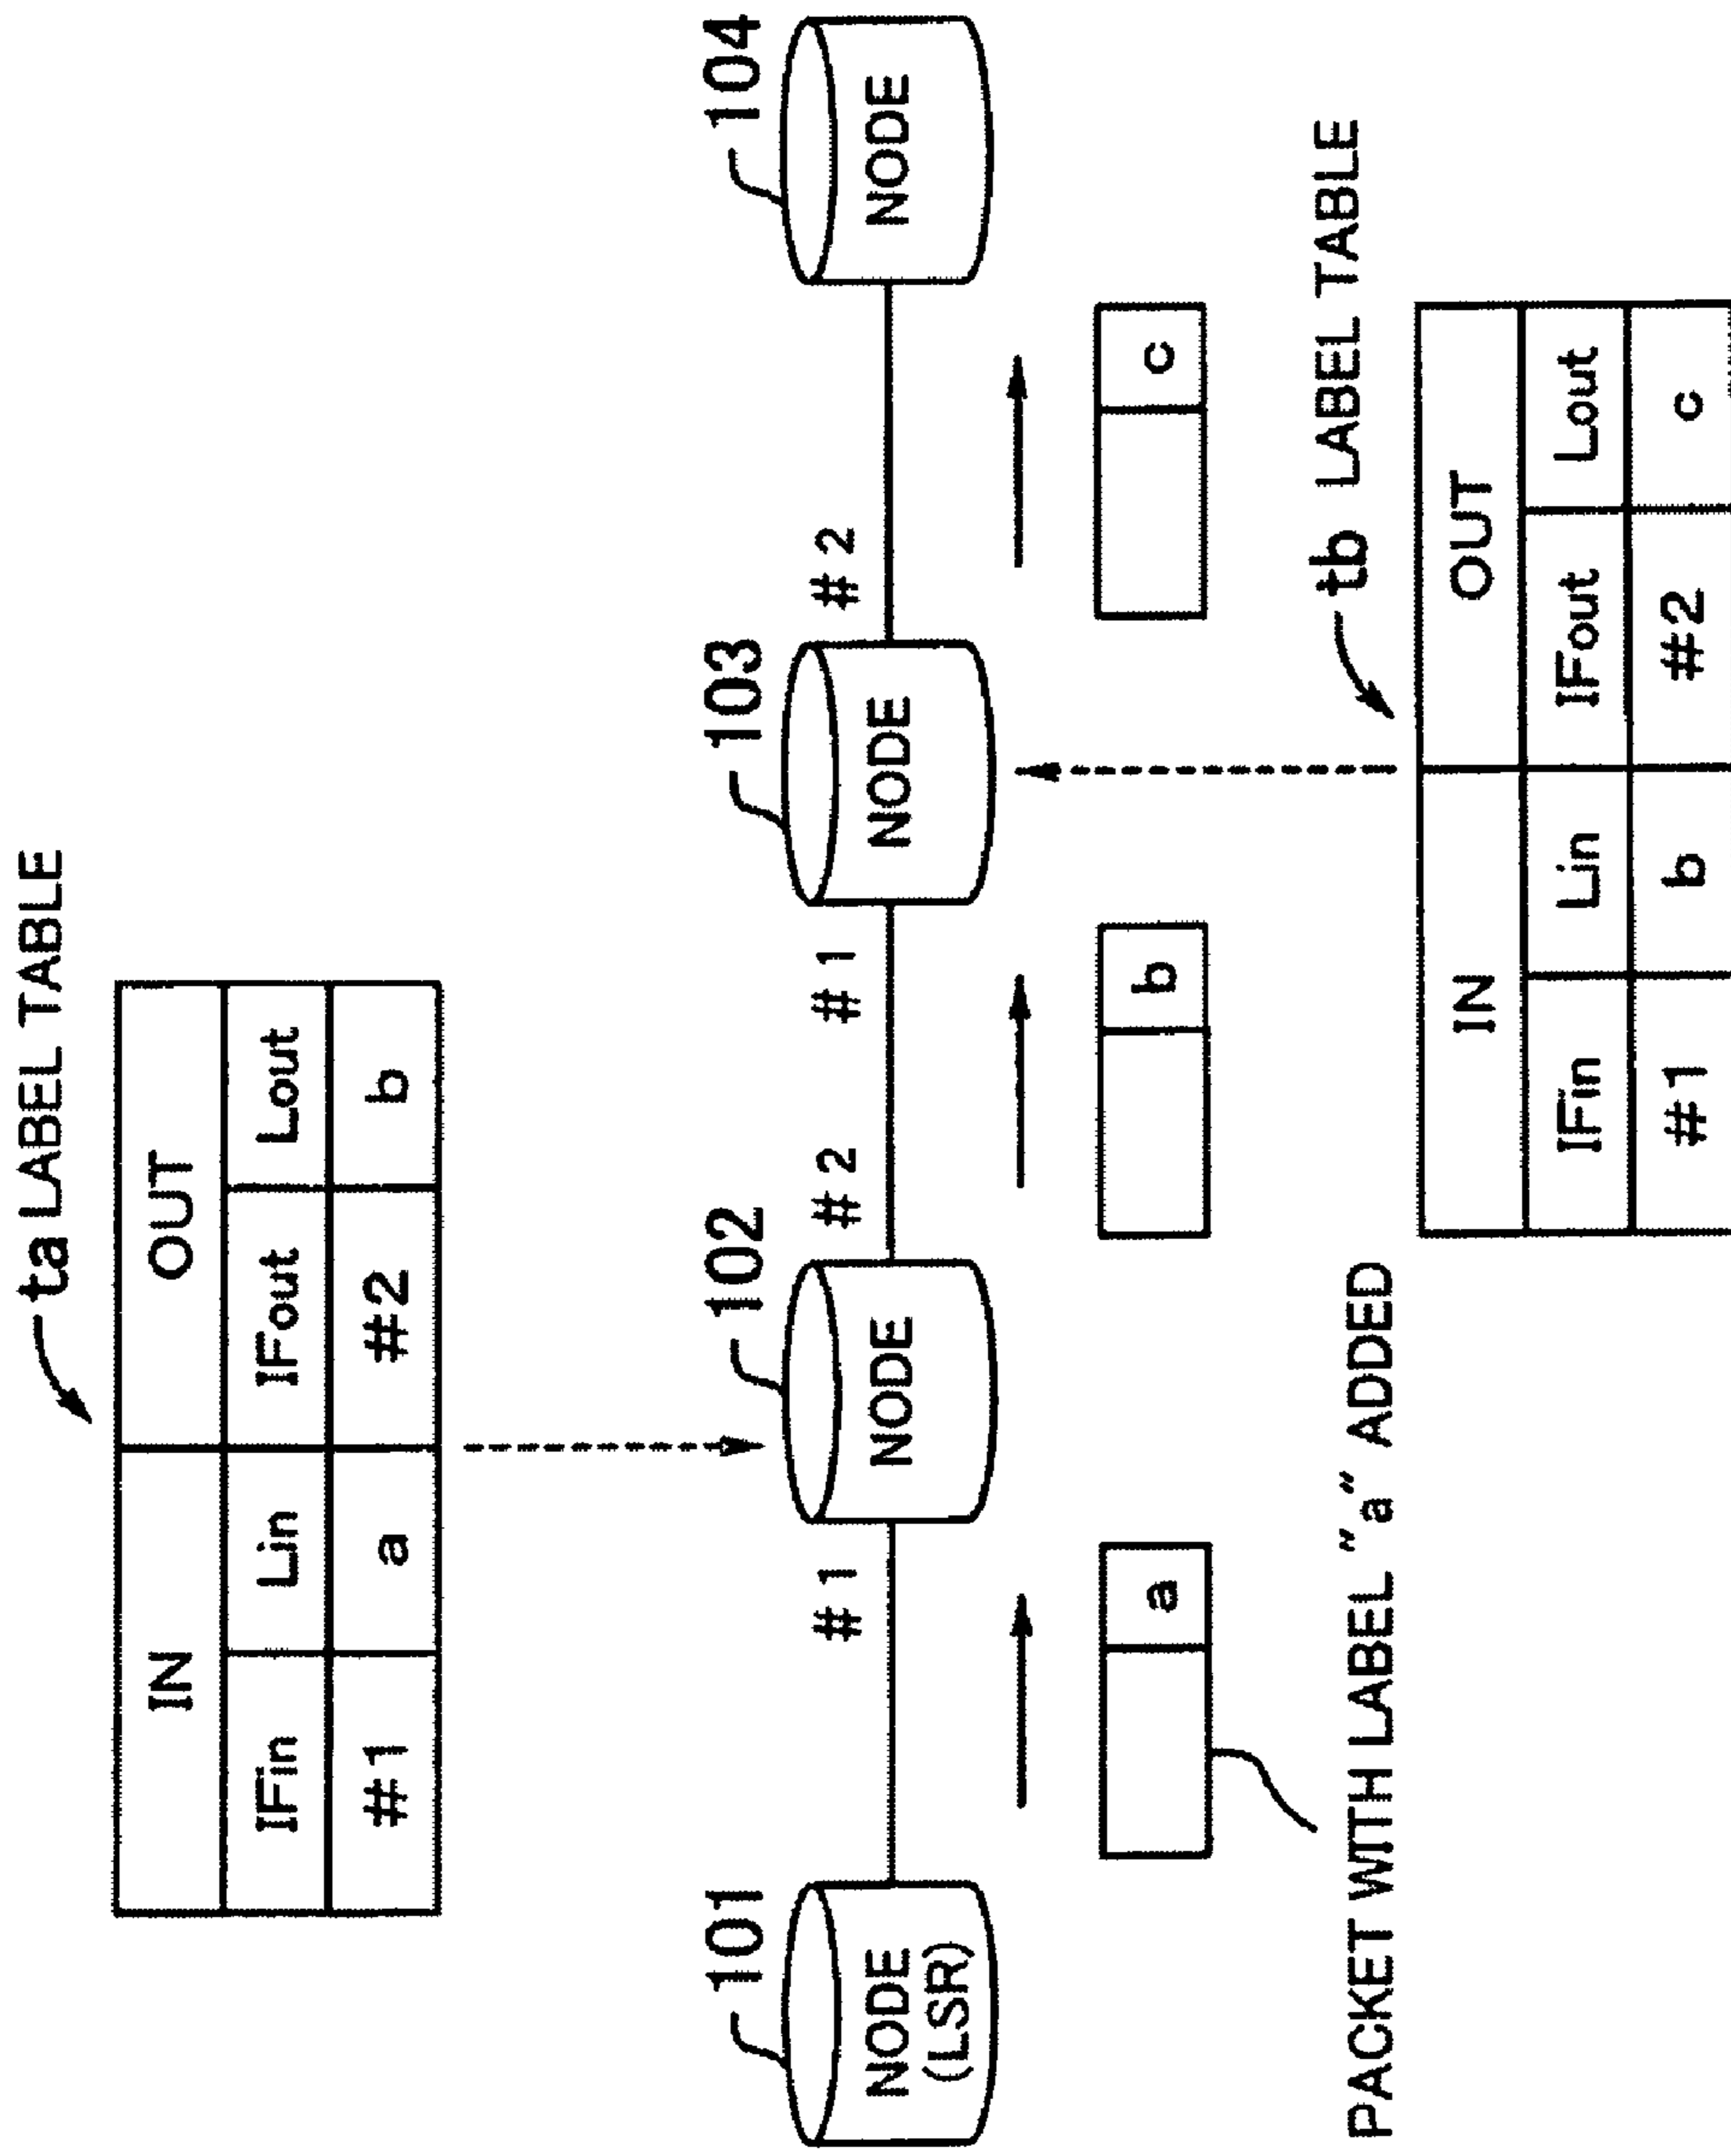 ta LABEL TABLE
IN OUT
IFin Lin IFout Lout
#1 a #2 b
101 102 103 104
#1 #2 #1 #2
NODE
(LSR)
NODE
NODE
NODE
a
b
c
PACKET WITH LABEL "a" ADDED
tb LABEL TABLE
IN OUT
IFin Lin IFout Lout
#1 b #2 c